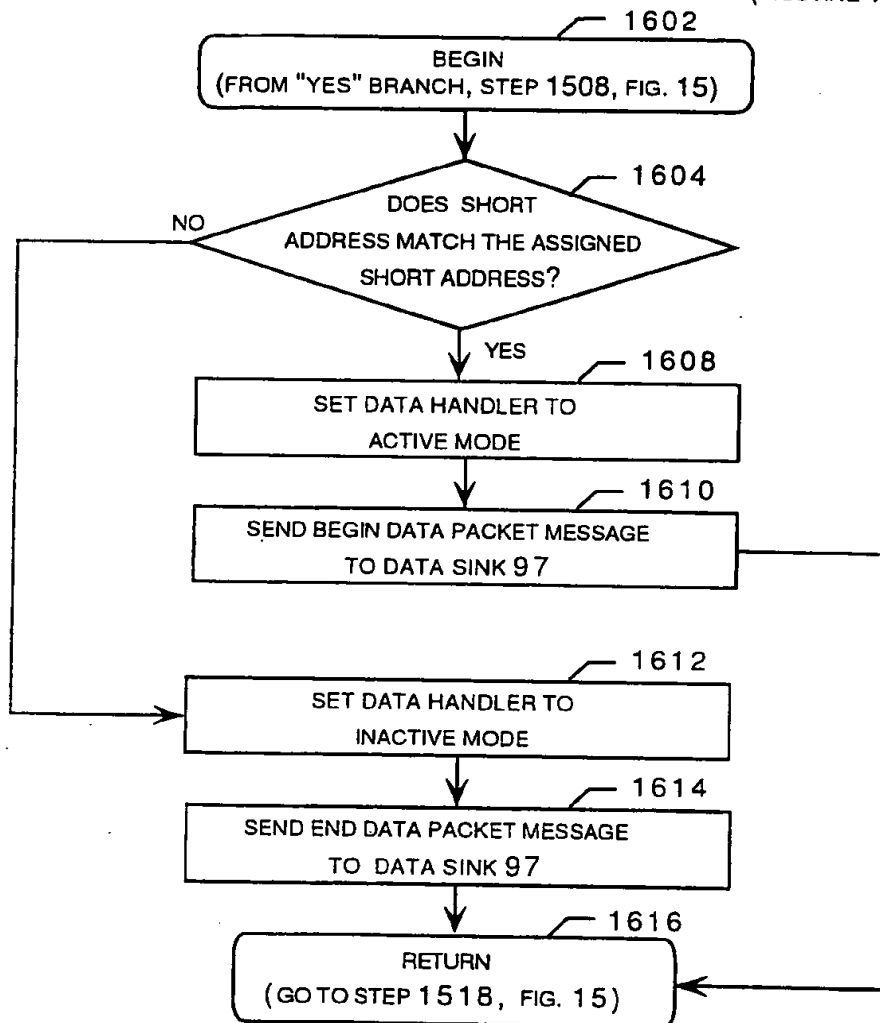 1602
BEGIN
(FROM "YES" BRANCH, STEP 1508, FIG. 15)
1604
NO
DOES SHORT
ADDRESS MATCH THE ASSIGNED
SHORT ADDRESS?
YES
1608
SET DATA HANDLER TO
ACTIVE MODE
1610
SEND BEGIN DATA PACKET MESSAGE
TO DATA SINK 97
1612
SET DATA HANDLER TO
INACTIVE MODE
1614
SEND END DATA PACKET MESSAGE
TO DATA SINK 97
1616
RETURN
(GO TO STEP 1518, FIG. 15)